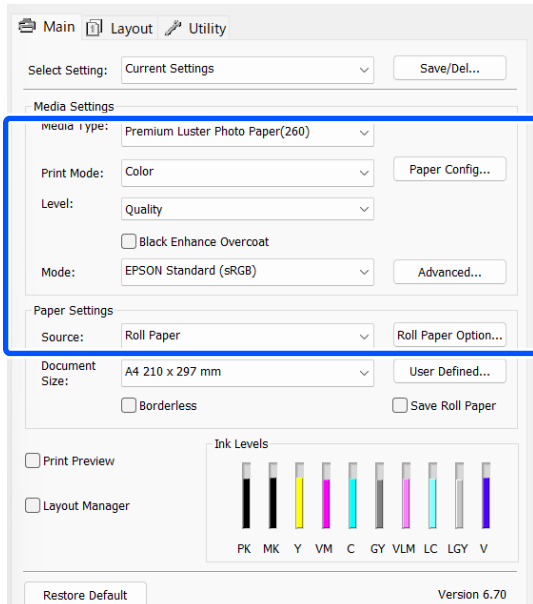 Main Layout Utility
Select Setting: Current Settings Save/Del...
Media Settings
Media Type: Premium Luster Photo Paper(260)
Print Mode: Color Paper Config...
Level: Quality
Black Enhance Overcoat
Mode: EPSON Standard (sRGB) Advanced...
Paper Settings
Source: Roll Paper Roll Paper Option...
Document
Size: A4 210 x 297 mm User Defined...
Borderless Save Roll Paper
Print Preview
Layout Manager
Ink Levels
PK MK Y VM C GY VLM LC LGY V
Restore Default Version 6.70